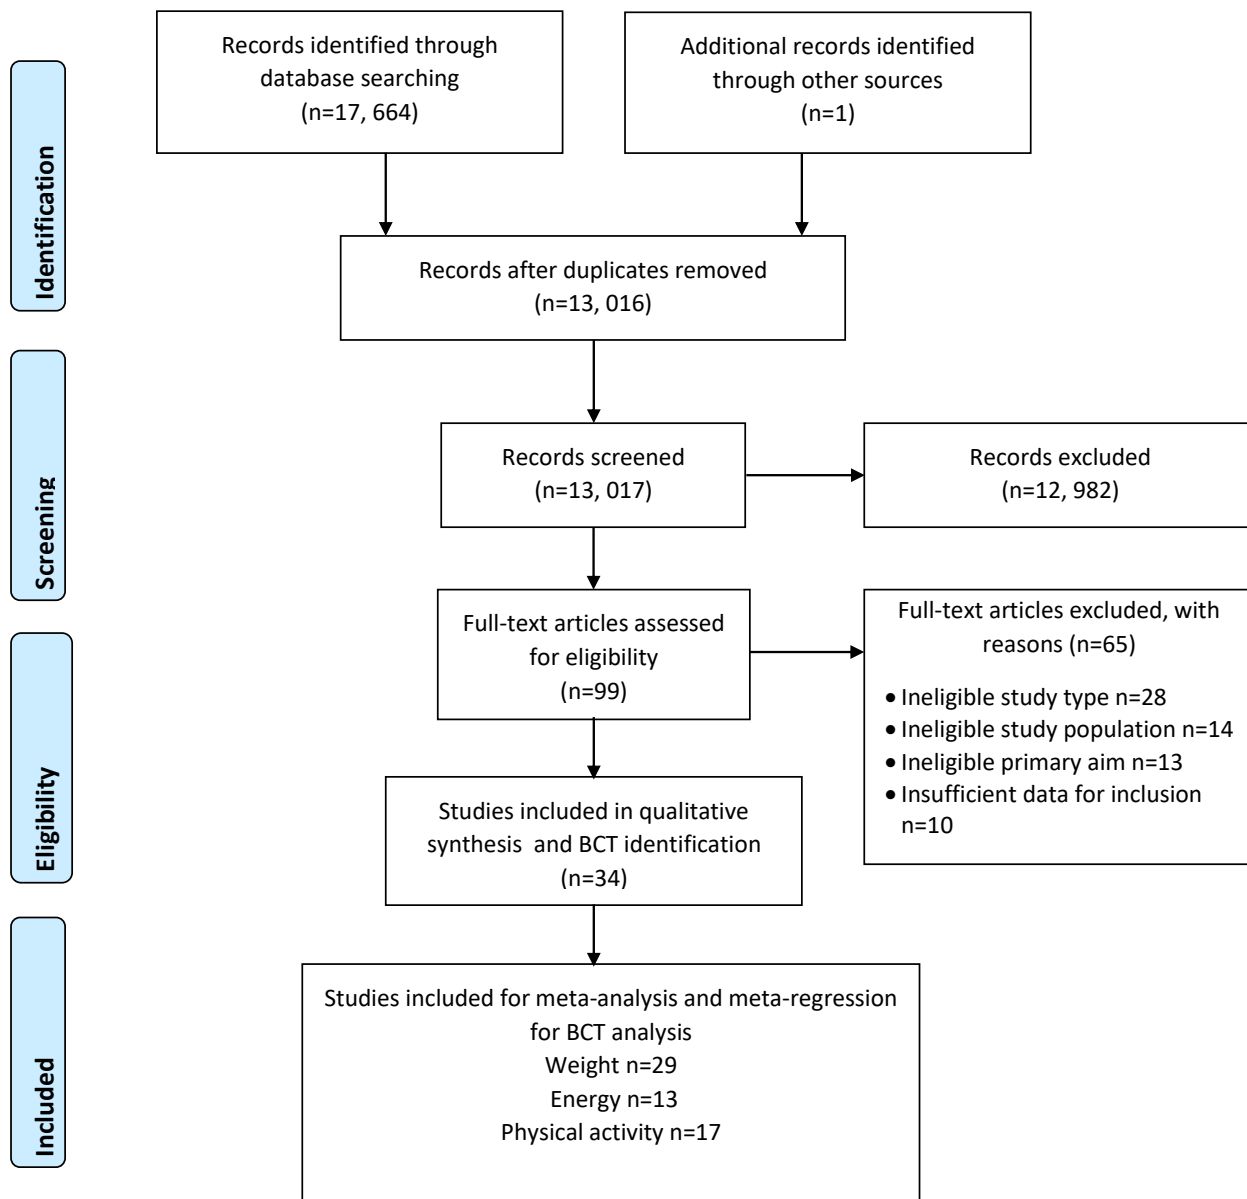 Identification
Records identified through
database searching
(n=17, 664)
Additional records identified
through other sources
(n=1)
Records after duplicates removed
(n=13, 016)
Screening
Records screened
(n=13, 017)
Records excluded
(n=12, 982)
Eligibility
Full-text articles assessed
for eligibility
(n=99)
Full-text articles excluded, with
reasons (n=65)
• Ineligible study type n=28
• Ineligible study population n=14
• Ineligible primary aim n=13
• Insufficient data for inclusion
n=10
Studies included in qualitative
synthesis and BCT identification
(n=34)
Included
Studies included for meta-analysis and meta-regression
for BCT analysis
Weight n=29
Energy n=13
Physical activity n=17